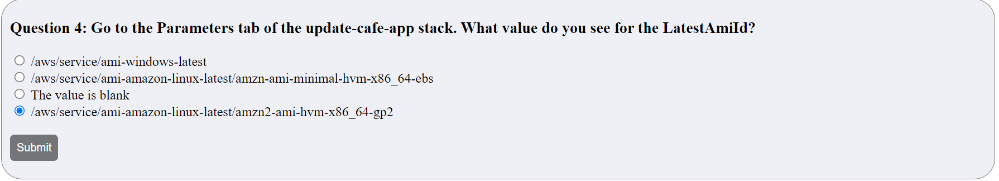 Question 4: Go to the Parameters tab of the update-cafe-app stack. What value do you see for the LatestAmiId?
/aws/service/ami-windows-latest
/aws/service/ami-amazon-linux-latest/amzn-ami-minimal-hvm-x86_64-ebs
The value is blank
/aws/service/ami-amazon-linux-latest/amzn2-ami-hvm-x86_64-gp2
Submit